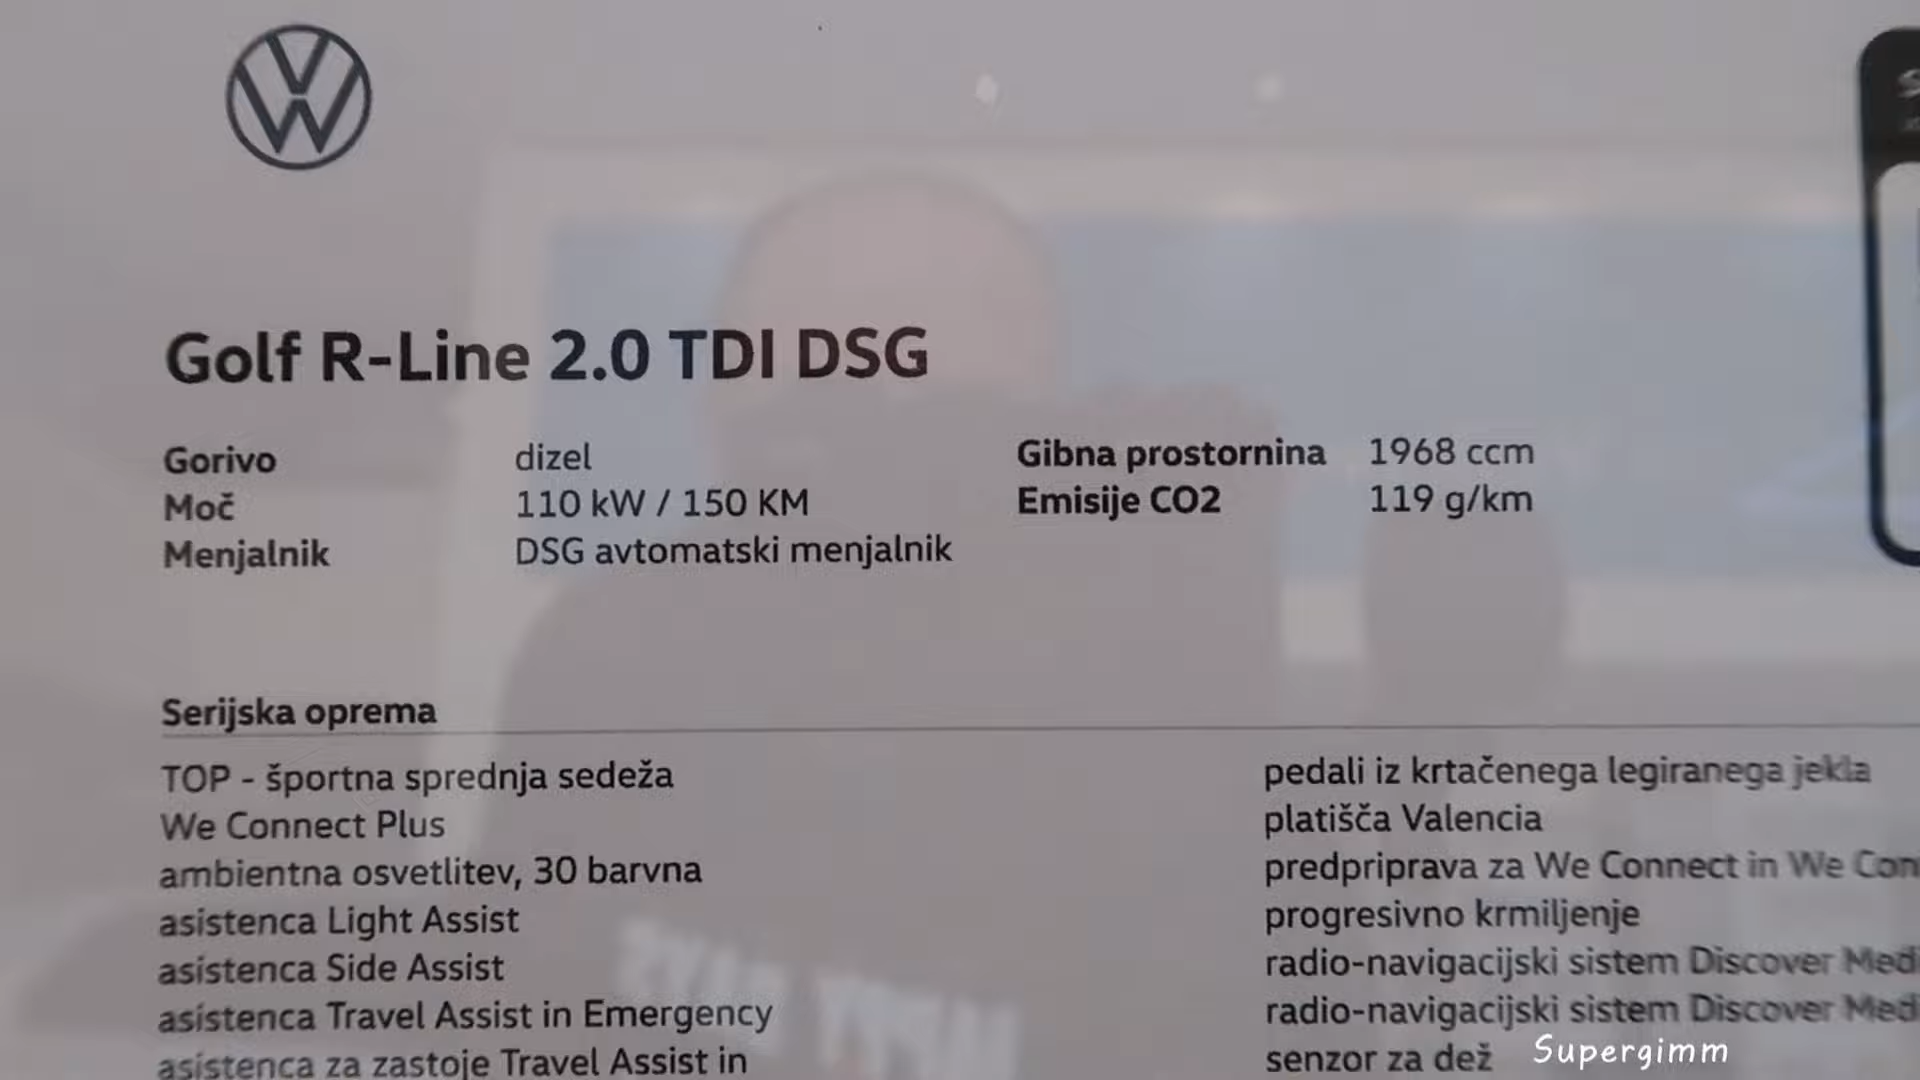 Golf R-Line 2.0 TDI DSG
Gorivo dizel Gibna prostornina 1968 ccm
Moč 110 kW / 150 KM Emisije CO2 119 g/km
Menjalnik DSG avtomatski menjalnik
Serijska oprema
TOP - športna sprednja sedeža
We Connect Plus
ambientna osvetlitev, 30 barvna
asistenca Light Assist
asistenca Side Assist
asistenca Travel Assist in Emergency
asistenca za zastoje Travel Assist in
pedali iz krtačenega legiranega jekla
platišča Valencia
predpriprava za We Connect in We Con
progresivno krmiljenje
radio-navigacijski sistem Discover Med
radio-navigacijski sistem Discover Med
senzor za dež
Supergimm